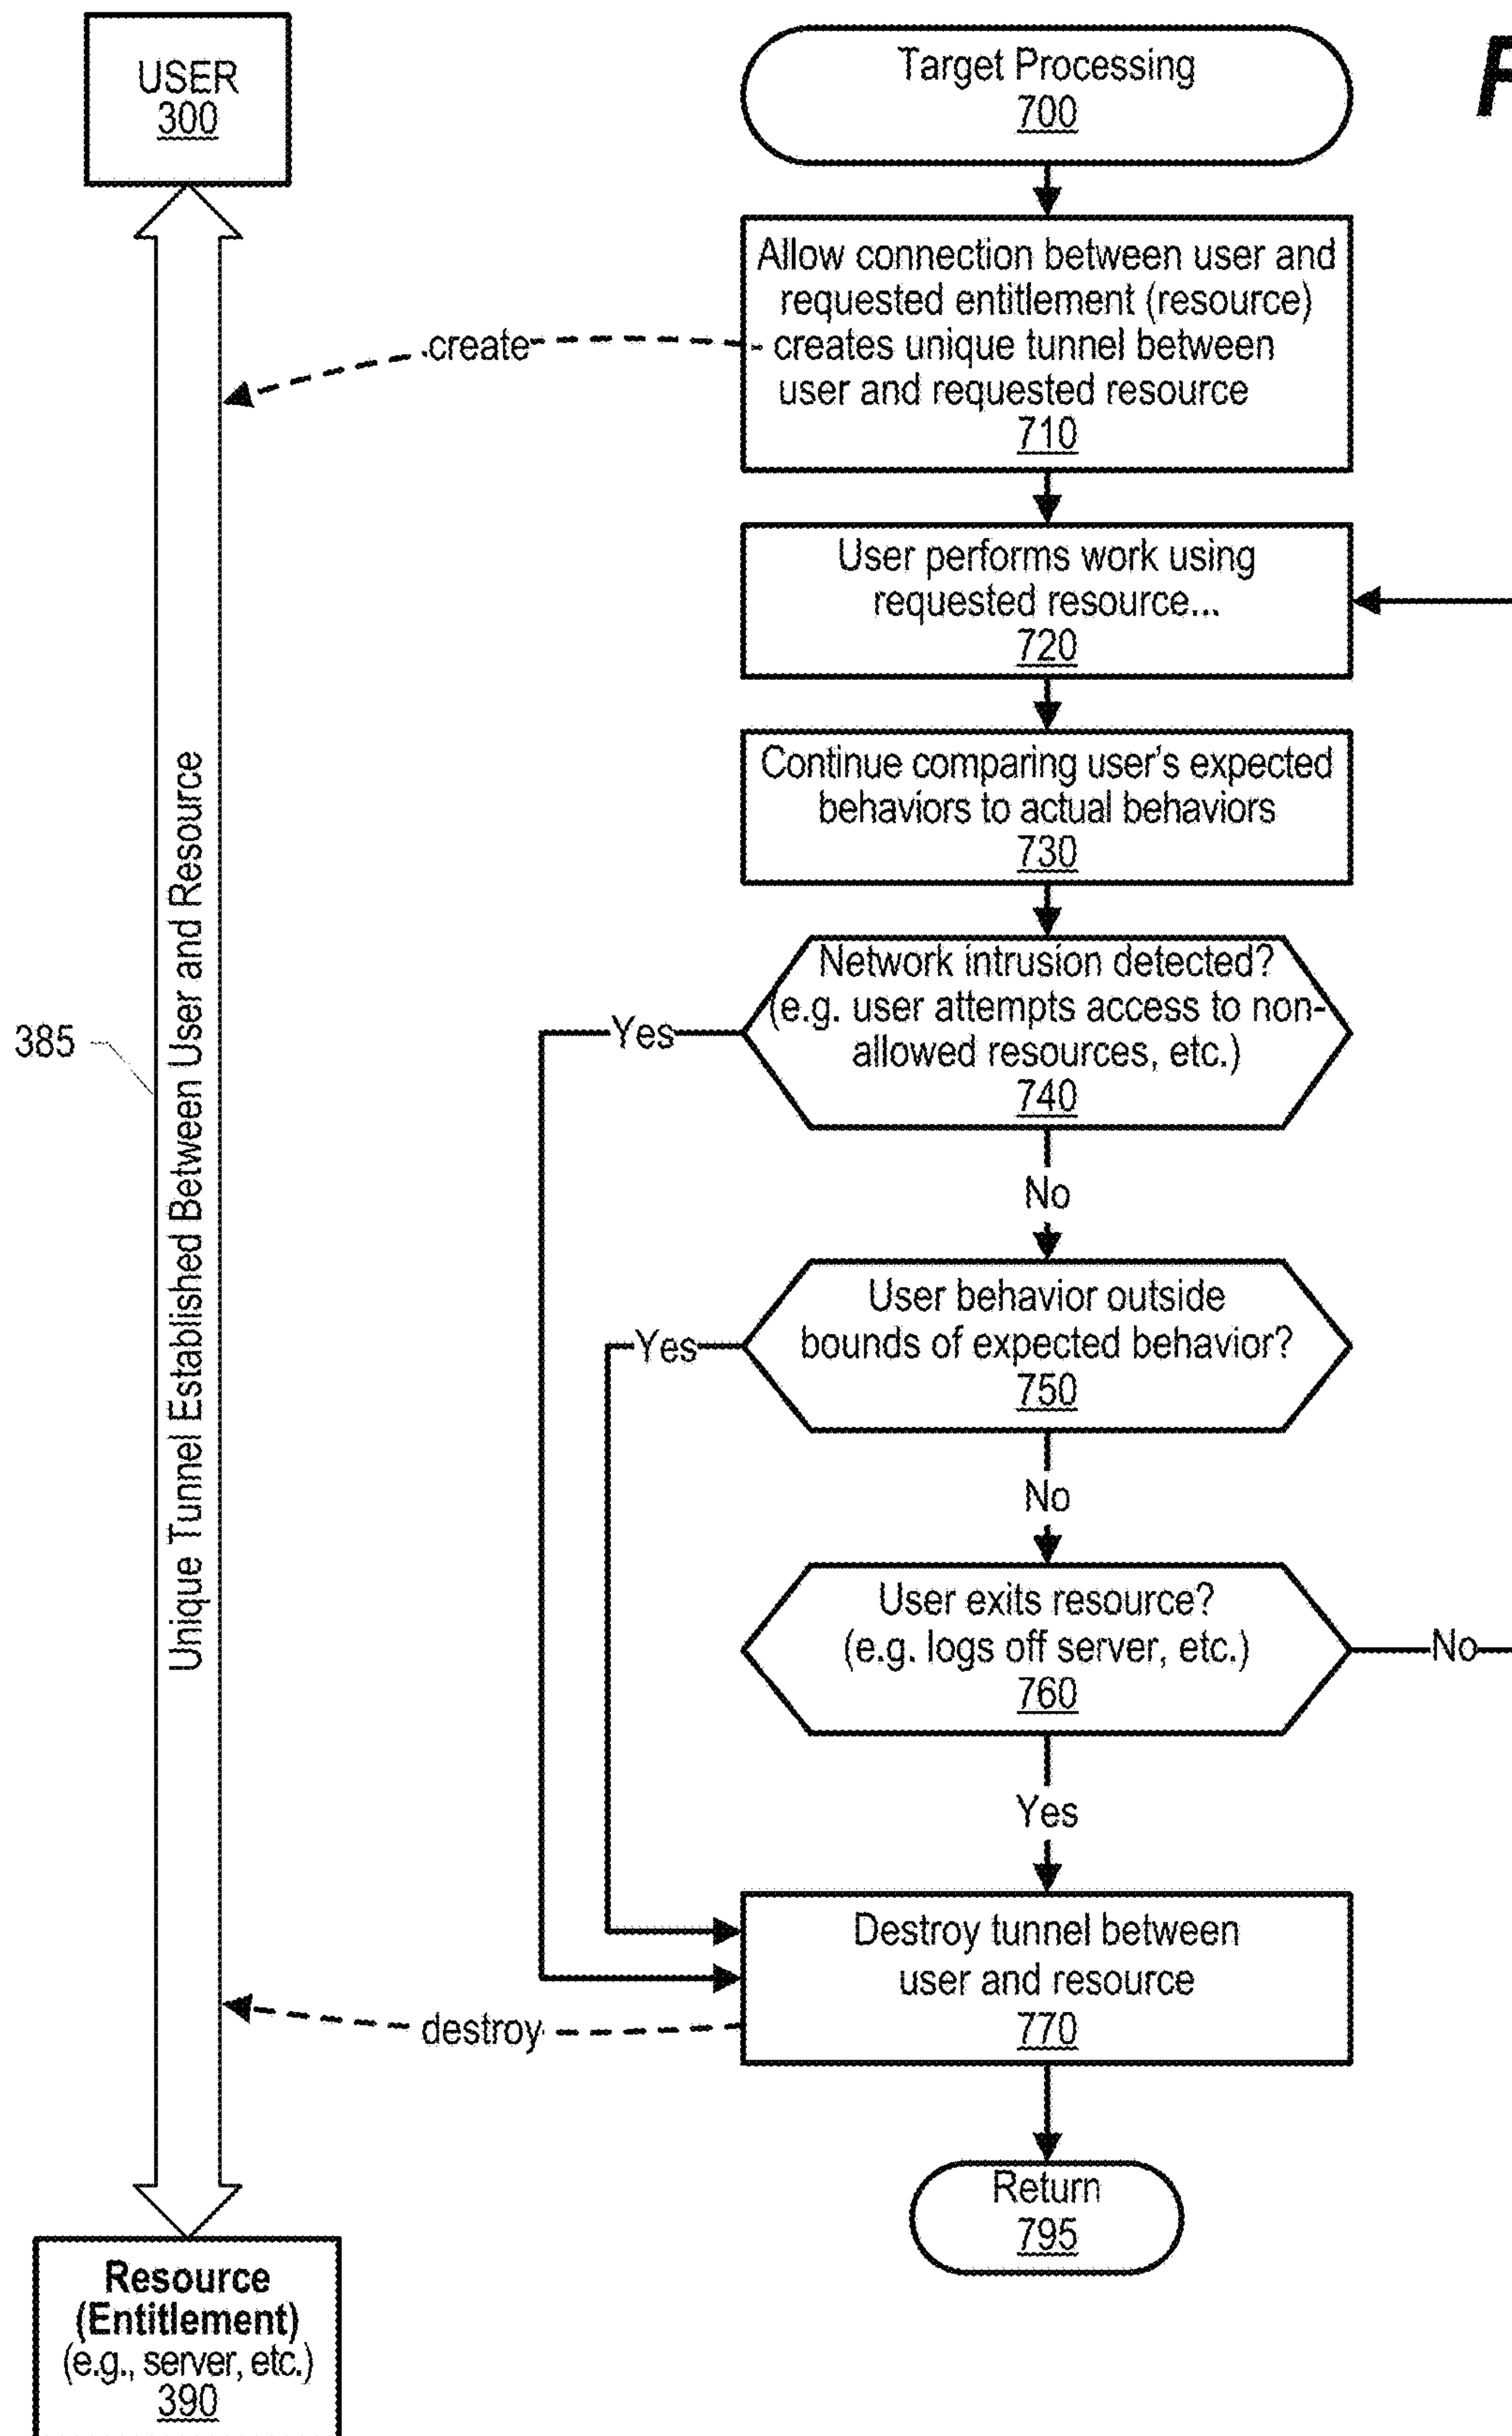 USER
300
Target Processing
700
F
Allow connection between user and
requested entitlement (resource)
- creates unique tunnel between
user and requested resource
710
create
User performs work using
requested resource...
720
Continue comparing user's expected
behaviors to actual behaviors
730
Network intrusion detected?
(e.g. user attempts access to non-
allowed resources, etc.)
740
Yes
No
385
Unique Tunnel Established Between User and Resource
User behavior outside
bounds of expected behavior?
750
Yes
No
User exits resource?
(e.g. logs off server, etc.)
760
No
Yes
Destroy tunnel between
user and resource
770
destroy
Return
795
Resource
(Entitlement)
(e.g., server, etc.)
390